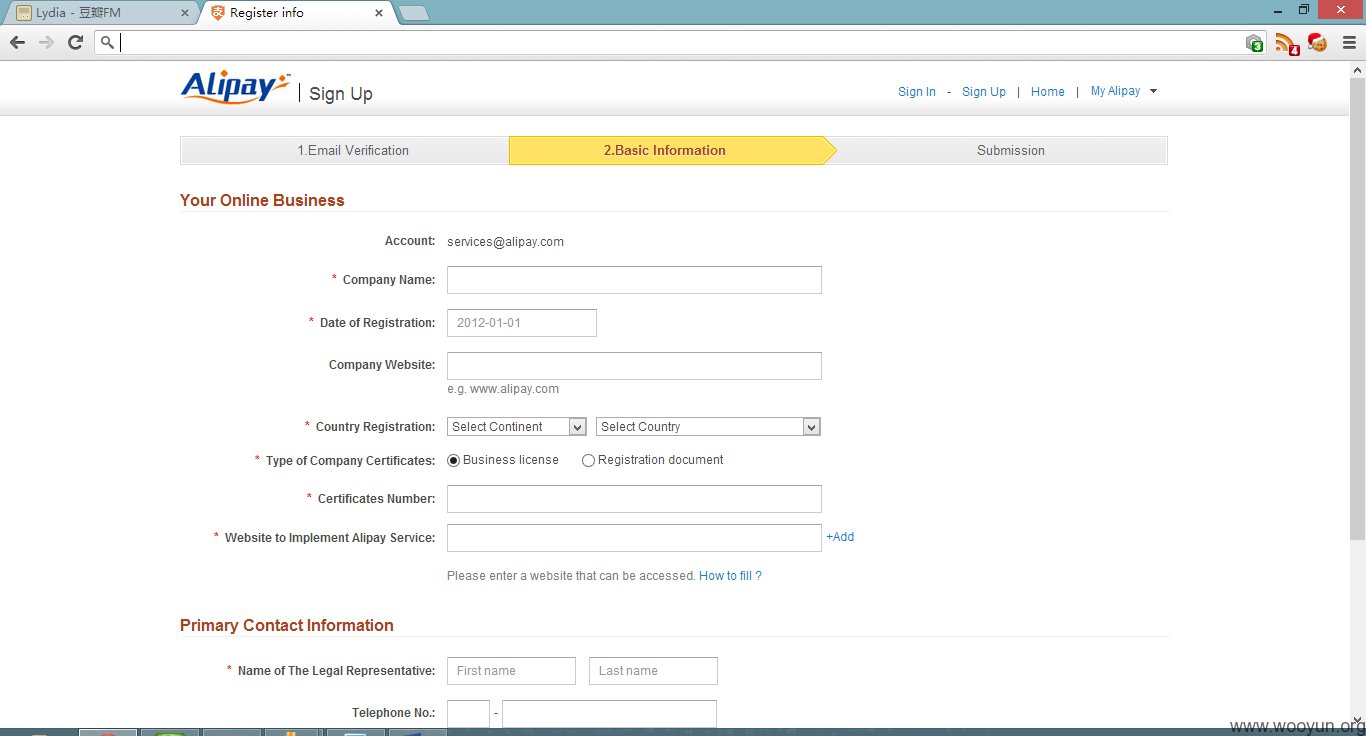 Lydia - 豆瓣FM
支 Register info
3
4
Alipay | Sign Up
Sign In - Sign Up | Home | My Alipay
1.Email Verification
2.Basic Information
Submission
Your Online Business
Account: services@alipay.com
* Company Name:
* Date of Registration: 2012-01-01
Company Website:
e.g. www.alipay.com
* Country Registration: Select Continent Select Country
* Type of Company Certificates: Business license Registration document
* Certificates Number:
* Website to Implement Alipay Service: +Add
Please enter a website that can be accessed. How to fill ?
Primary Contact Information
* Name of The Legal Representative: First name Last name
Telephone No.: -
www.wooyun.org